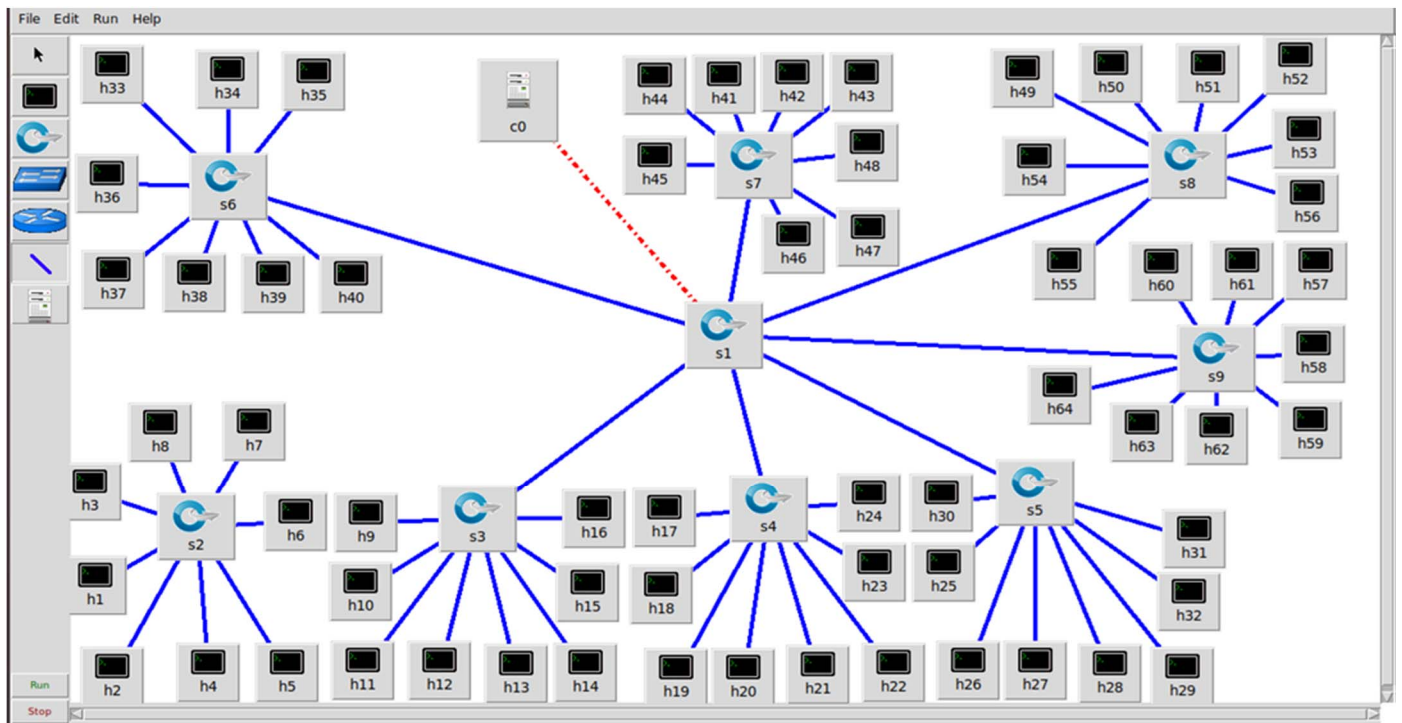 File Edit Run Help
h33
h34
h35
c0
h44
h41
h42
h43
h49
h50
h51
h52
h36
s6
h45
s7
h48
h54
s8
h53
h56
h37
h38
h39
h40
h46
h47
h55
h60
h61
h57
s1
s9
h58
h64
h63
h62
h59
h8
h7
h3
s2
h6
h9
s3
h16
h17
s4
h24
h30
s5
h31
h1
h10
h15
h18
h23
h25
h32
h2
h4
h5
h11
h12
h13
h14
h19
h20
h21
h22
h26
h27
h28
h29
Run
Stop